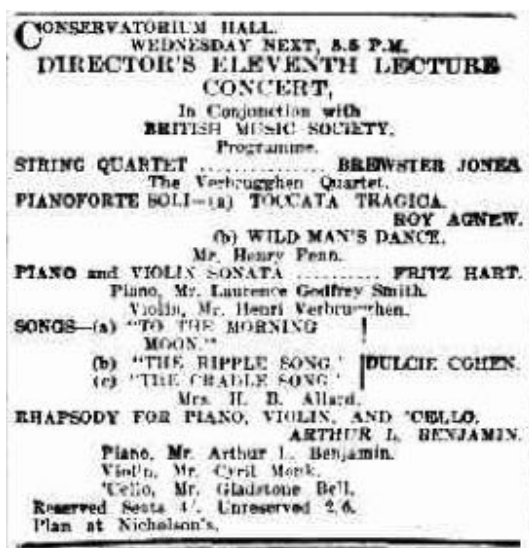 CONSERVATORIUM HALL.
WEDNESDAY NEXT, 8.5 P.M.
DIRECTOR'S ELEVENTH LECTURE
CONCERT,
In Conjunction with
BRITISH MUSIC SOCIETY.
Programme.
STRING QUARTET .............. BREWSTER JONES
The Verbrugghen Quartet.
PIANOFORTE SOLI—(a) TOCCATA TRAGICA.
ROY AGNEW.
(b) WILD MAN'S DANCE.
Mr. Henry Penn.
PIANO and VIOLIN SONATA .......... FRITZ HART.
Piano, Mr. Laurence Godfrey Smith.
Violin, Mr. Henri Verbrugghen.
SONGS—(a) "TO THE MORNING
MOON."
(b) "THE RIPPLE SONG." DULCIE COHEN.
(c) "THE CRADLE SONG."
Mrs. H. B. Allard.
RHAPSODY FOR PIANO, VIOLIN, AND 'CELLO.
ARTHUR L. BENJAMIN.
Piano, Mr. Arthur L. Benjamin.
Violin, Mr. Cyril Monk.
'Cello, Mr. Gladstone Bell.
Reserved Seats 4/. Unreserved 2/6.
Plan at Nicholson's.